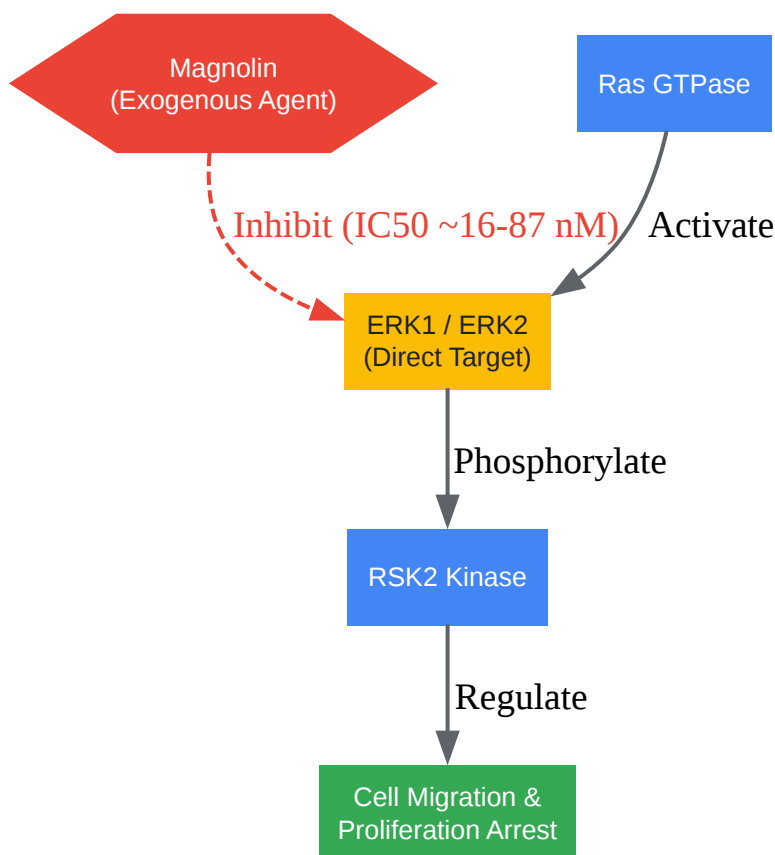 Magnolin
(Exogenous Agent)
Ras GTPase
Inhibit (IC50 ~16-87 nM)
Activate
ERK1 / ERK2
(Direct Target)
Phosphorylate
RSK2 Kinase
Regulate
Cell Migration &
Proliferation Arrest